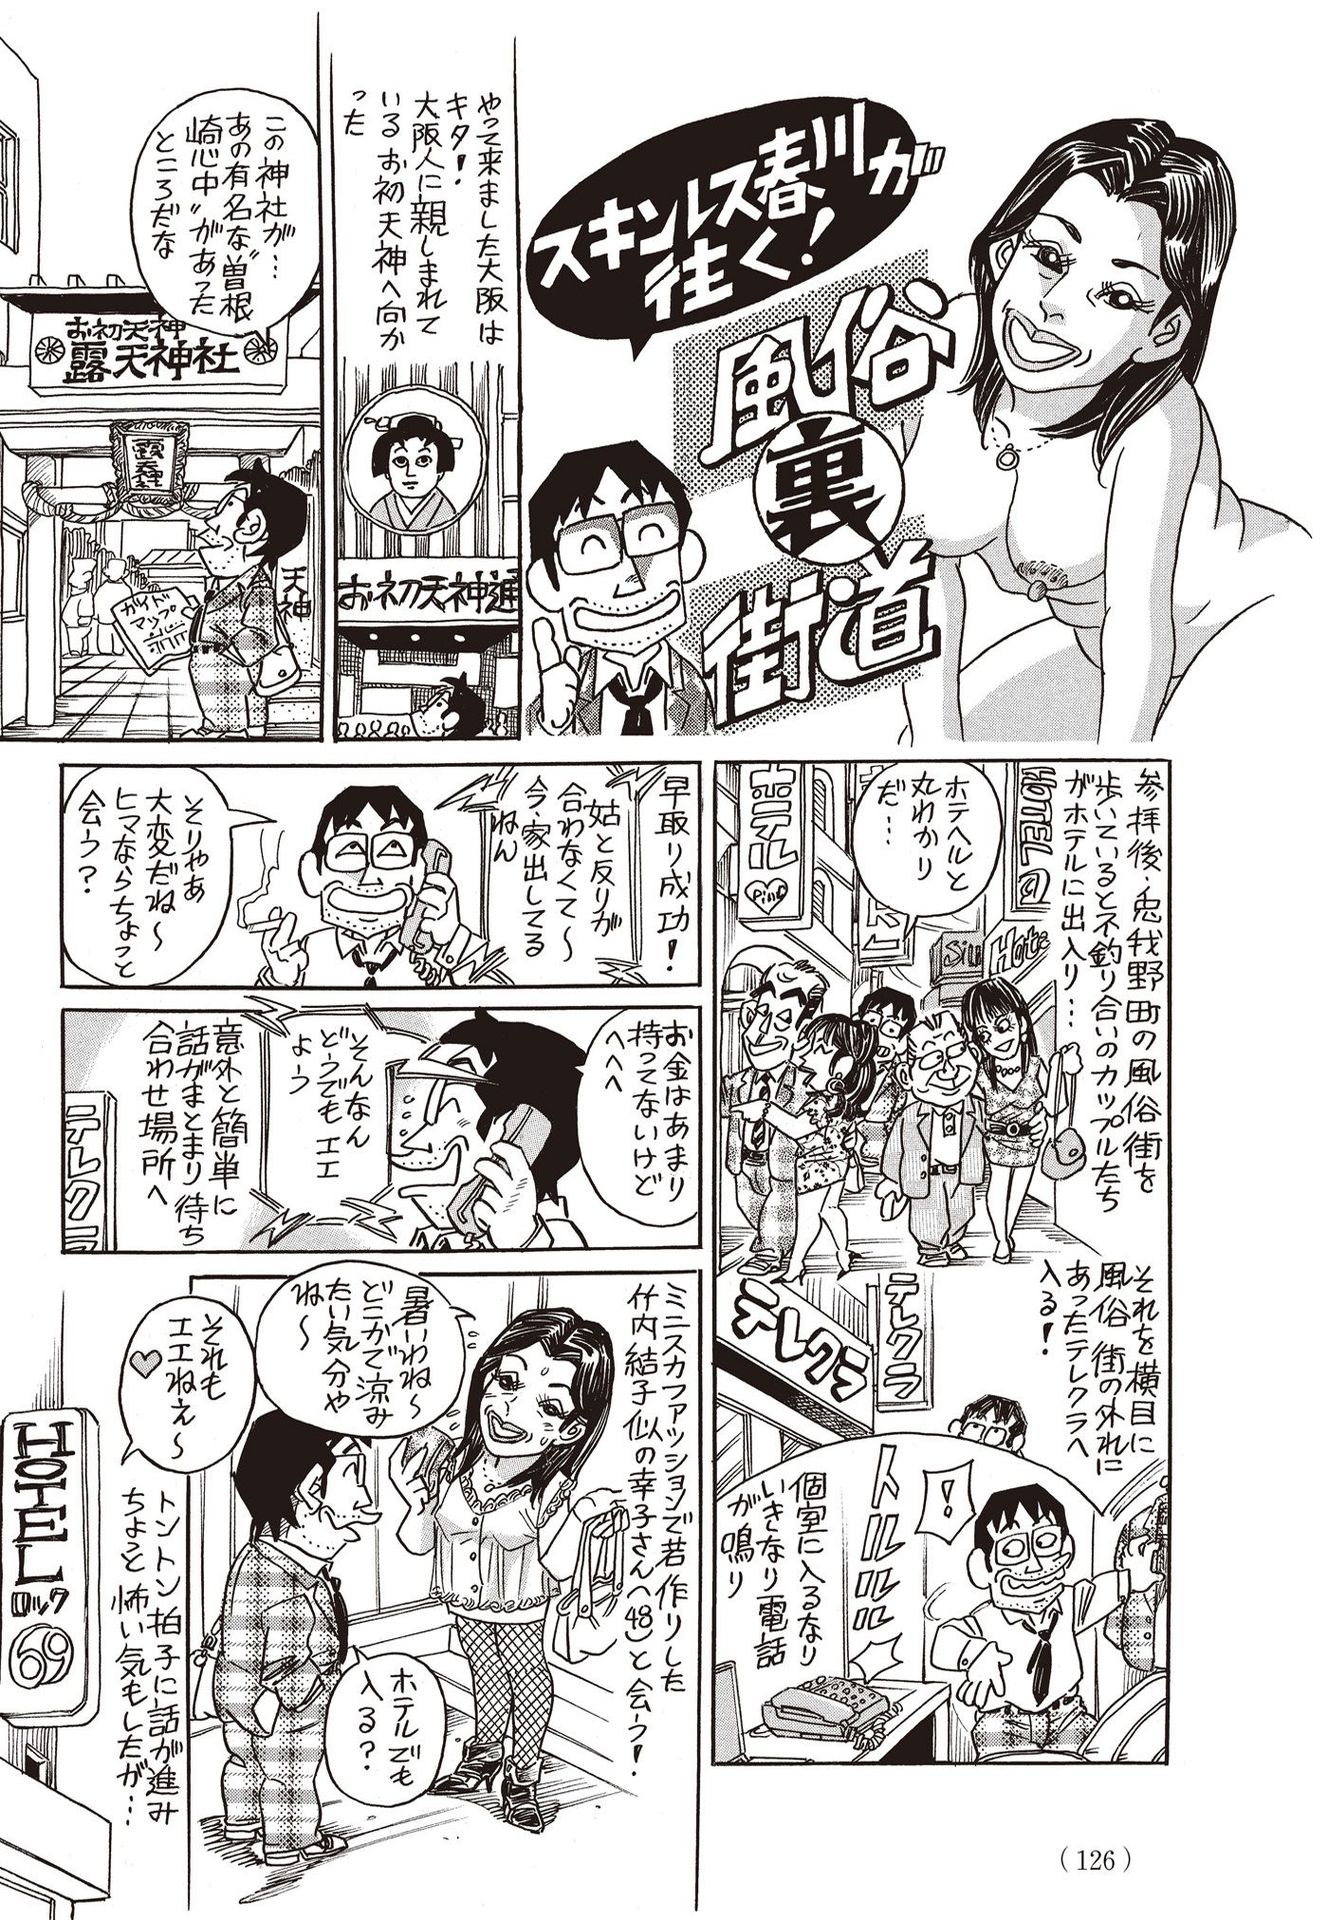 スキンレス春川が
往く!
風俗
裏
街道
やって来ました大阪は
キタ!
大阪人に親しまれて
いるお初天神へ向か
った
お初天神通
この神社が…
あの有名な〝曽根
崎心中〟があった
ところだな
お初天神
露天神社
露天神
天神
ガイド
マップ
参拝後・兎我野町の風俗街を
歩いていると不釣り合いのカップルたち
がホテルに出入り…
ホテヘルと
丸わかり
だ…
ホテル
Pink
HOTEL
Hote
それを横目に
風俗街の外れに
あったテレクラへ
入る!
テレクラ
テレクラ
個室に入るなり
いきなり電話
が鳴り
トルルルル
!
早取り成功!
姑と反りが
合わなくて〜
今、家出してる
ねん
そりゃあ
大変だね〜
ヒマならちょっと
会う?
お金はあまり
持ってないけど
へへへ
そんなん
どーでもエエ
よう
意外と簡単に
話がまとまり待ち
合わせ場所へ
テレクラ
ミニスカファッションで若作りした
竹内結子似の幸子さん(48)と会う!
暑いわね〜
どこかで涼み
たい気分や
ね〜
ホテルでも
入る?
それも
エエねえ〜
♥
トントン拍子に話が進み
ちょっと怖い気もしたが…
HOTEL
ロック
69
(126)